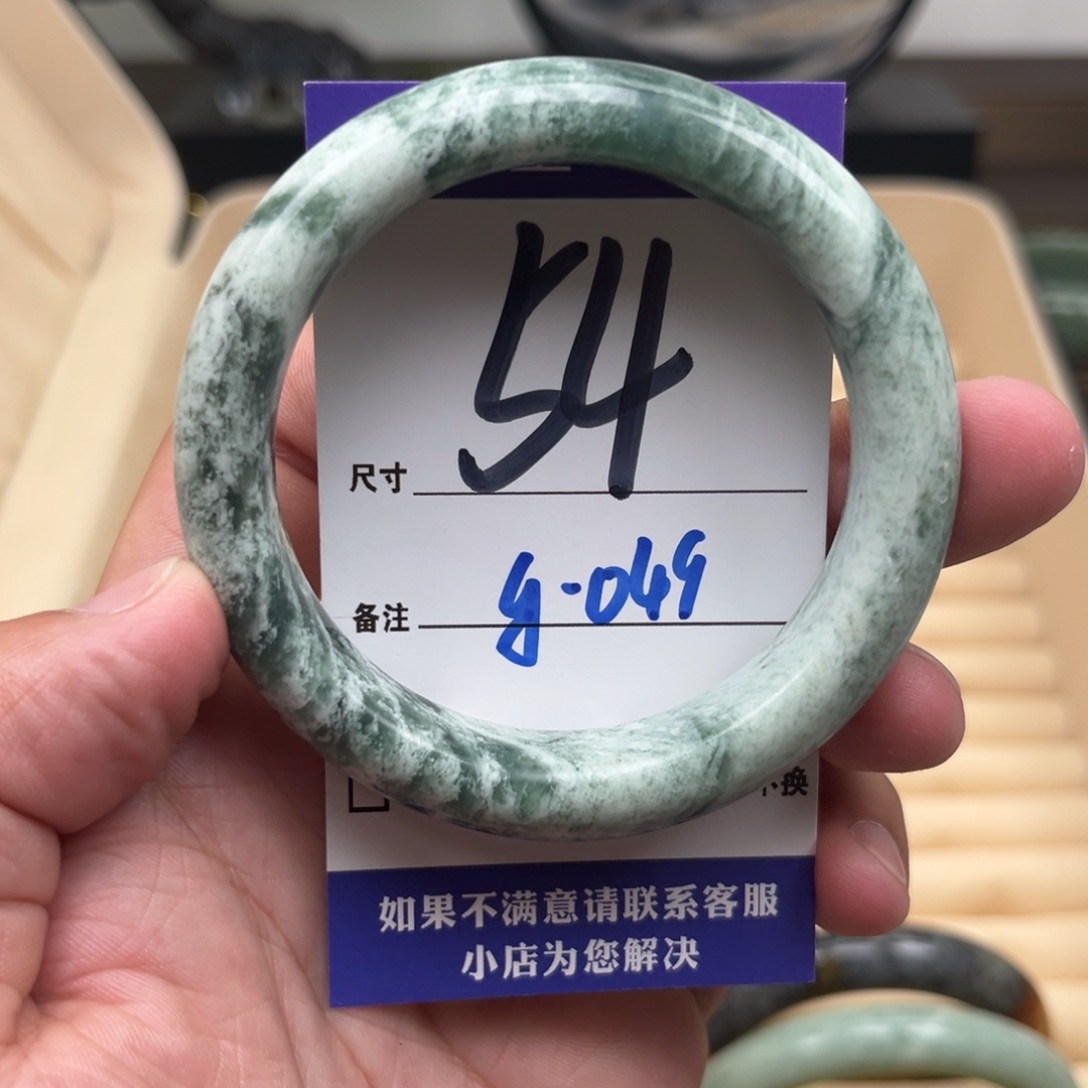 54
尺寸
备注 g-049
换
如果不满意请联系客服
小店为您解决